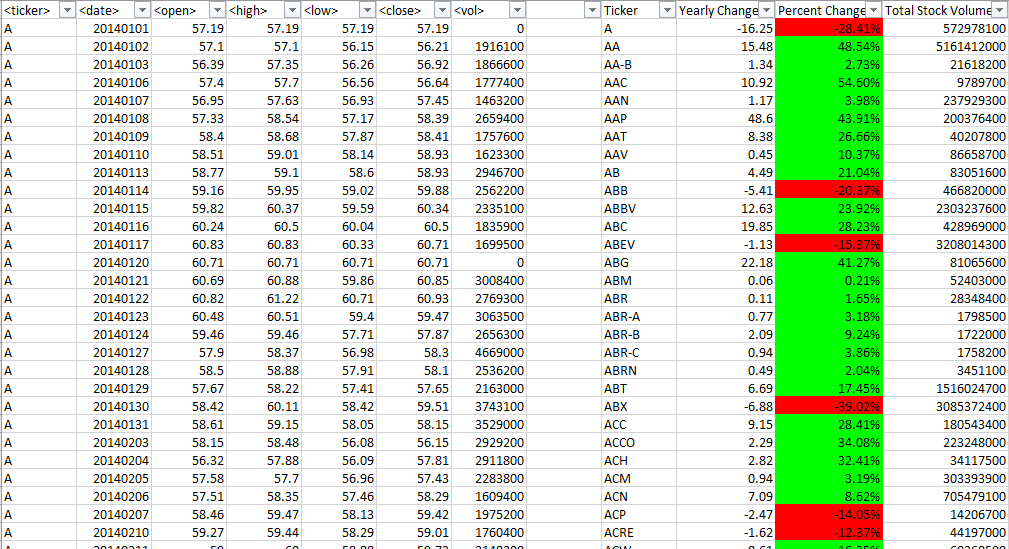 <ticker> <date> <open> <high> <low> <close> <vol> Ticker Yearly Change Percent Change Total Stock Volume
A 20140101 57.19 57.19 57.19 57.19 0 A -16.25 -28.41% 572978100
A 20140102 57.1 57.1 56.15 56.21 1916100 AA 15.48 48.54% 5161412000
A 20140103 56.39 57.35 56.26 56.92 1866600 AA-B 1.34 2.73% 21618200
A 20140106 57.4 57.7 56.56 56.64 1777400 AAC 10.92 54.60% 9789700
A 20140107 56.95 57.63 56.93 57.45 1463200 AAN 1.17 3.98% 237929300
A 20140108 57.33 58.54 57.17 58.39 2659400 AAP 48.6 43.91% 200376400
A 20140109 58.4 58.68 57.87 58.41 1757600 AAT 8.38 26.66% 40207800
A 20140110 58.51 59.01 58.14 58.93 1623300 AAV 0.45 10.37% 86658700
A 20140113 58.77 59.1 58.6 58.93 2946700 AB 4.49 21.04% 83051600
A 20140114 59.16 59.95 59.02 59.88 2562200 ABB -5.41 -20.37% 466820000
A 20140115 59.82 60.37 59.59 60.34 2335100 ABBV 12.63 23.92% 2303237600
A 20140116 60.24 60.5 60.04 60.5 1835900 ABC 19.85 28.23% 428969000
A 20140117 60.83 60.83 60.33 60.71 1699500 ABEV -1.13 -15.37% 3208014300
A 20140120 60.71 60.71 60.71 60.71 0 ABG 22.18 41.27% 81065600
A 20140121 60.69 60.88 59.86 60.85 3008400 ABM 0.06 0.21% 52403000
A 20140122 60.82 61.22 60.71 60.93 2769300 ABR 0.11 1.65% 28348400
A 20140123 60.48 60.51 59.4 59.47 3063500 ABR-A 0.77 3.18% 1798500
A 20140124 59.46 59.46 57.71 57.87 2656300 ABR-B 2.09 9.24% 1722000
A 20140127 57.9 58.37 56.98 58.3 4669000 ABR-C 0.94 3.86% 1758200
A 20140128 58.5 58.88 57.91 58.1 2536200 ABRN 0.49 2.04% 3451100
A 20140129 57.67 58.22 57.41 57.65 2163000 ABT 6.69 17.45% 1516024700
A 20140130 58.42 60.11 58.42 59.51 3743100 ABX -6.88 -39.02% 3085372400
A 20140131 58.61 59.15 58.05 58.15 3529000 ACC 9.15 28.41% 180543400
A 20140203 58.15 58.48 56.08 56.15 2929200 ACCO 2.29 34.08% 223248000
A 20140204 56.32 57.88 56.09 57.81 2911800 ACH 2.82 32.41% 34117500
A 20140205 57.58 57.7 56.96 57.43 2283800 ACM 0.94 3.19% 303393900
A 20140206 57.51 58.35 57.46 58.29 1609400 ACN 7.09 8.62% 705479100
A 20140207 58.46 59.47 58.13 59.42 1975200 ACP -2.47 -14.05% 14206700
A 20140210 59.27 59.44 58.29 59.01 1760400 ACRE -1.62 -12.37% 44197000